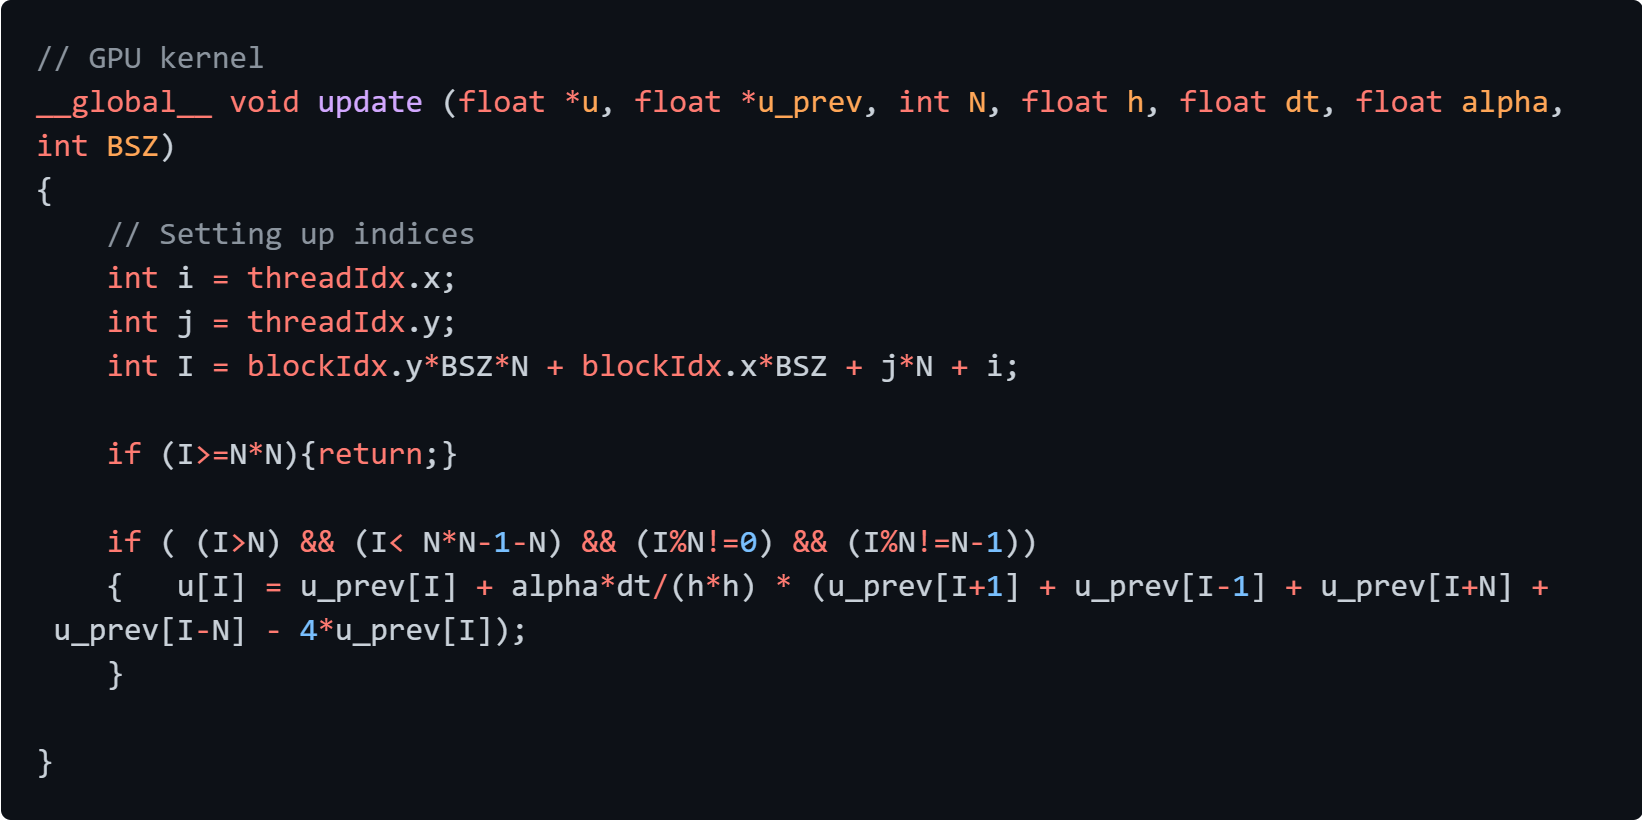 // GPU kernel
__global__ void update (float *u, float *u_prev, int N, float h, float dt, float alpha,
int BSZ)
{
    // Setting up indices
    int i = threadIdx.x;
    int j = threadIdx.y;
    int I = blockIdx.y*BSZ*N + blockIdx.x*BSZ + j*N + i;

    if (I>=N*N){return;}

    if ( (I>N) && (I< N*N-1-N) && (I%N!=0) && (I%N!=N-1))
    {   u[I] = u_prev[I] + alpha*dt/(h*h) * (u_prev[I+1] + u_prev[I-1] + u_prev[I+N] +
 u_prev[I-N] - 4*u_prev[I]);
    }

}